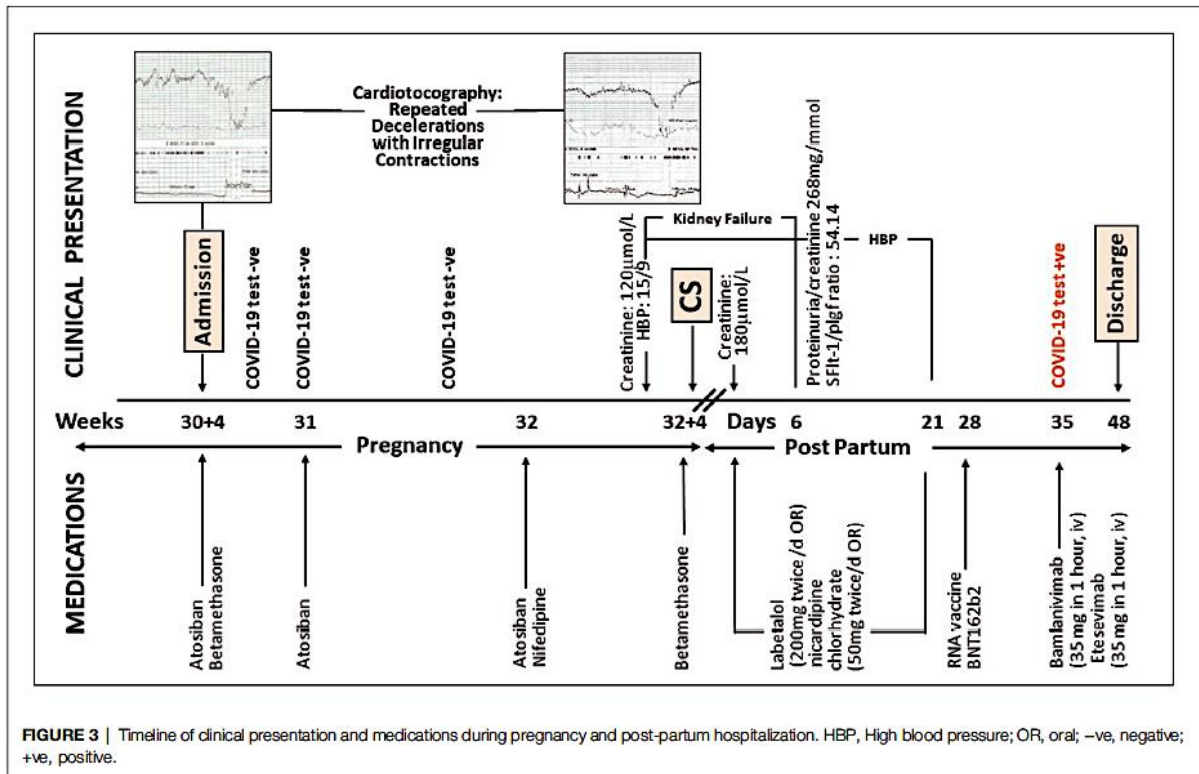 CLINICAL PRESENTATION
Cardiotocography:
Repeated
Decelerations
with Irregular
Contractions
Admission
COVID-19 test -ve
COVID-19 test -ve
COVID-19 test -ve
Creatinine: 120µmol/L
HBP: 15/9
Kidney Failure
CS
Creatinine:
180µmol/L
Proteinuria/creatinine 268mg/mmol
SFlt-1/plgf ratio : 54.14
HBP
COVID-19 test +ve
Discharge
Weeks 30+4 31 32 32+4 Days 6 21 28 35 48
Pregnancy Post Partum
MEDICATIONS
Atosiban
Betamethasone
Atosiban
Atosiban
Nifedipine
Betamethasone
Labetalol
(200mg twice/d OR)
nicardipine
chlorhydrate
(50mg twice/d OR)
RNA vaccine
BNT162b2
Bamlanivimab
(35 mg in 1 hour, iv)
Etesevimab
(35 mg in 1 hour, iv)
FIGURE 3 | Timeline of clinical presentation and medications during pregnancy and post-partum hospitalization. HBP, High blood pressure; OR, oral; –ve, negative;
+ve, positive.